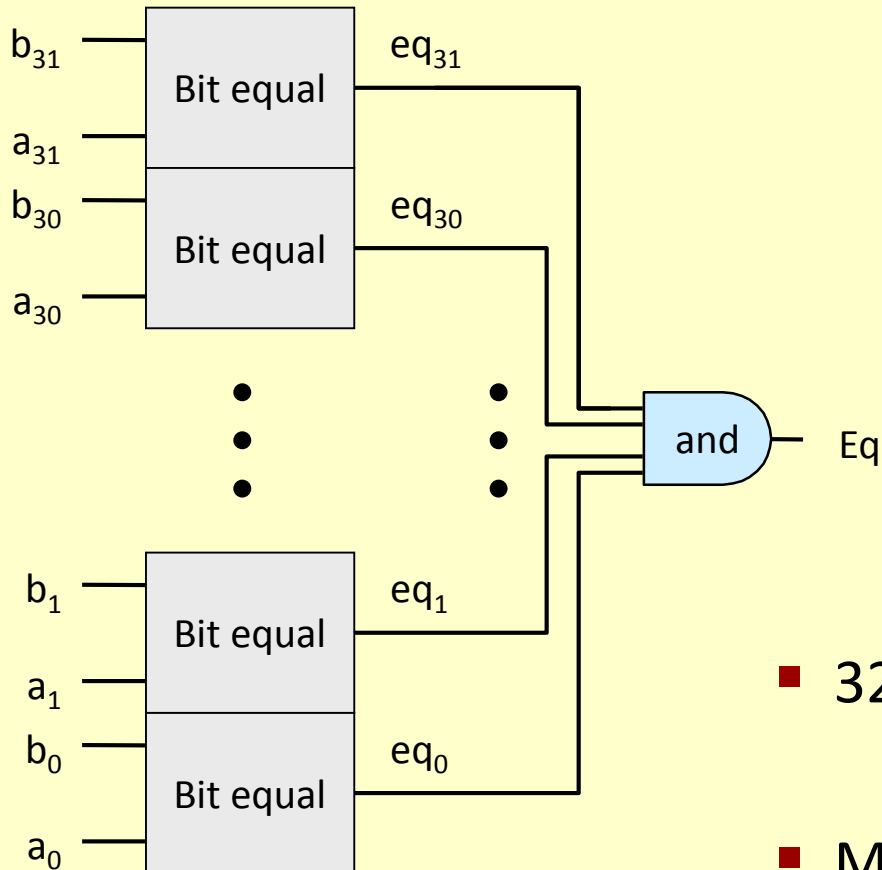 b₃₁
Bit equal
eq₃₁
a₃₁
b₃₀
Bit equal
eq₃₀
a₃₀
and
Eq
b₁
Bit equal
eq₁
a₁
b₀
Bit equal
eq₀
a₀
▪ 32
▪ M